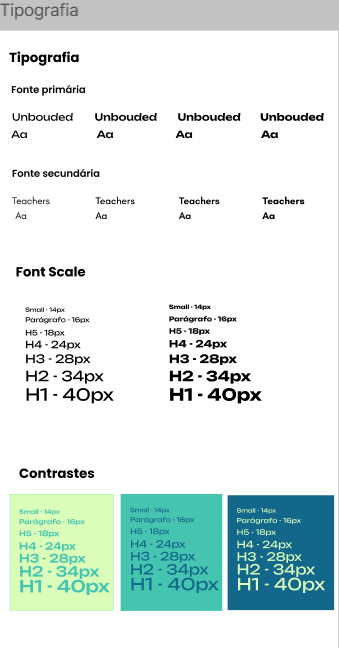 Tipografia
Tipografia
Fonte primária
Unbouded Unbouded Unbouded Unbouded
Aa Aa Aa Aa
Fonte secundária
Teachers Teachers Teachers Teachers
Aa Aa Aa Aa
Font Scale
Small - 14px
Parágrafo - 16px
H5 - 18px
H4 - 24px
H3 - 28px
H2 - 34px
H1 - 40px
Small - 14px
Parágrafo - 16px
H5 - 18px
H4 - 24px
H3 - 28px
H2 - 34px
H1 - 40px
Contrastes
Small - 14px
Parágrafo - 16px
H5 - 18px
H4 - 24px
H3 - 28px
H2 - 34px
H1 - 40px
Small - 14px
Parágrafo - 16px
H5 - 18px
H4 - 24px
H3 - 28px
H2 - 34px
H1 - 40px
Small - 14px
Parágrafo - 16px
H5 - 18px
H4 - 24px
H3 - 28px
H2 - 34px
H1 - 40px